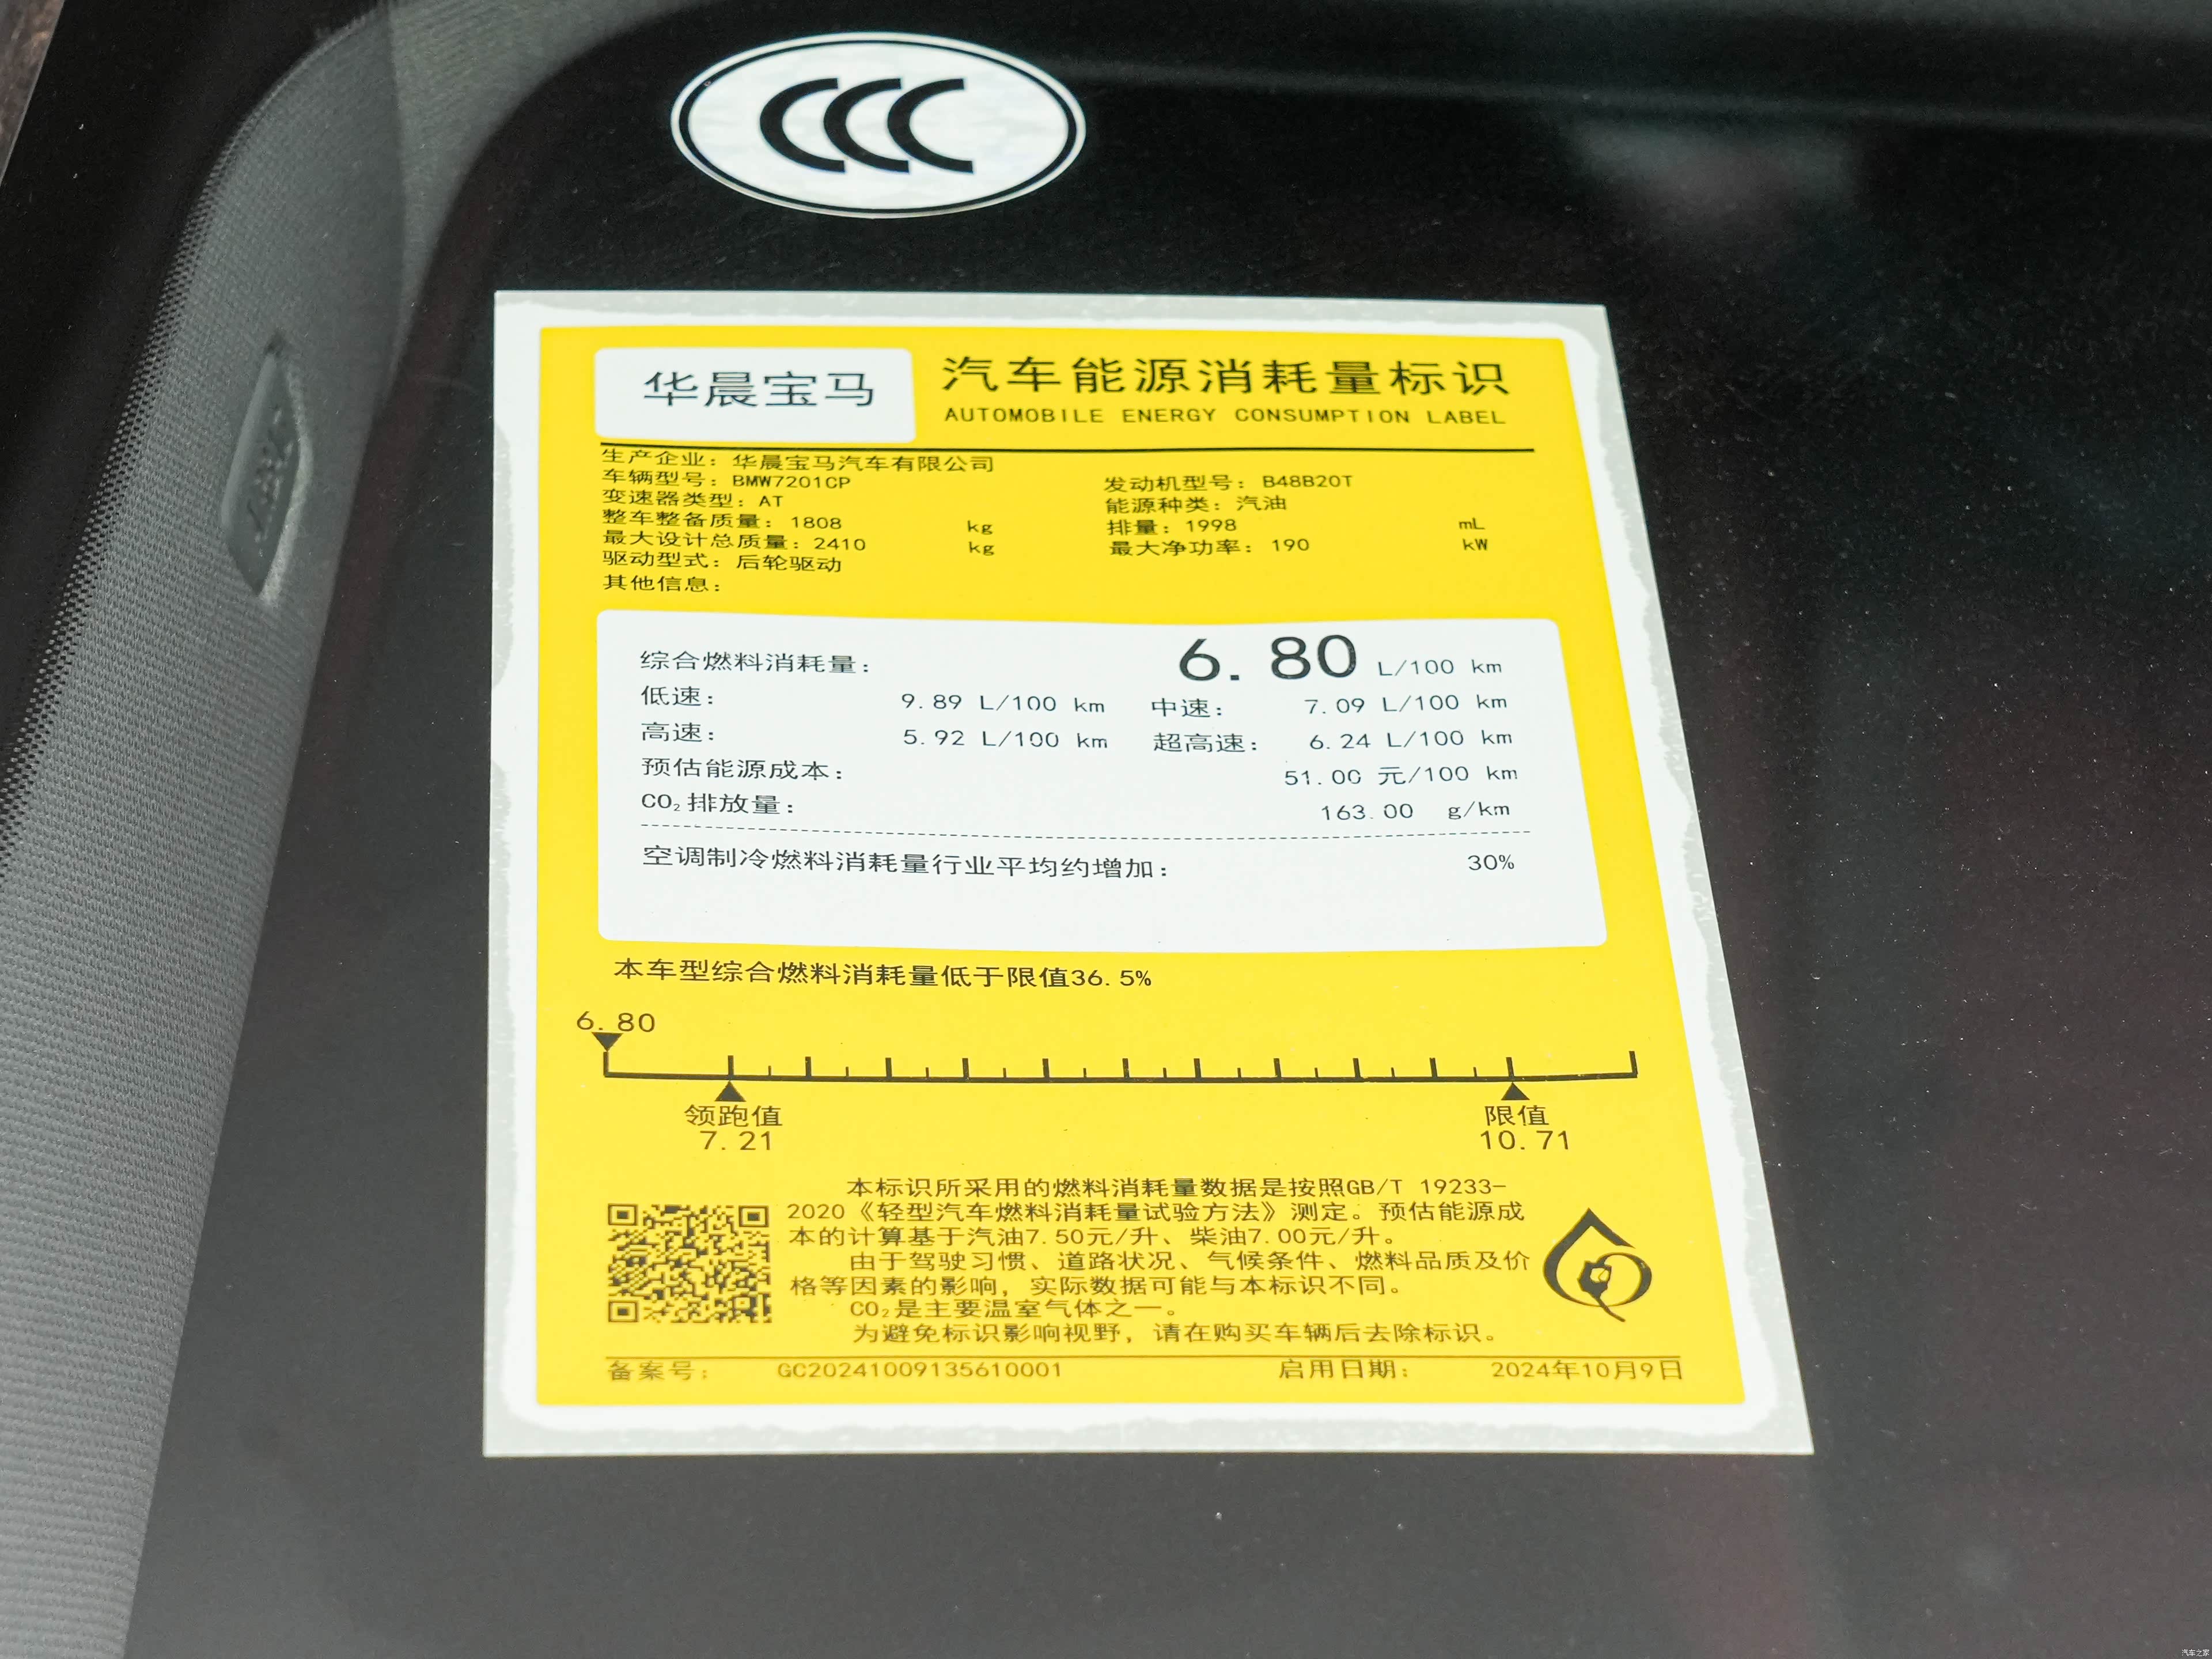 CCC
华晨宝马
汽车能源消耗量标识
AUTOMOBILE ENERGY CONSUMPTION LABEL
生产企业：华晨宝马汽车有限公司
车辆型号：BMW7201CP 发动机型号：B48B20T
变速器类型：AT 能源种类：汽油
整车整备质量：1808 kg 排量：1998 mL
最大设计总质量：2410 kg 最大净功率：190 kW
驱动型式：后轮驱动
其他信息：
综合燃料消耗量： 6.80 L/100 km
低速： 9.89 L/100 km 中速： 7.09 L/100 km
高速： 5.92 L/100 km 超高速： 6.24 L/100 km
预估能源成本： 51.00 元/100 km
CO₂排放量： 163.00 g/km
空调制冷燃料消耗量行业平均约增加： 30%
本车型综合燃料消耗量低于限值36.5%
6.80
领跑值 限值
7.21 10.71
本标识所采用的燃料消耗量数据是按照GB/T 19233-
2020《轻型汽车燃料消耗量试验方法》测定。预估能源成
本的计算基于汽油7.50元/升、柴油7.00元/升。
由于驾驶习惯、道路状况、气候条件、燃料品质及价
格等因素的影响，实际数据可能与本标识不同。
CO₂是主要温室气体之一。
为避免标识影响视野，请在购买车辆后去除标识。
备案号： GC20241009135610001 启用日期： 2024年10月9日
汽车之家